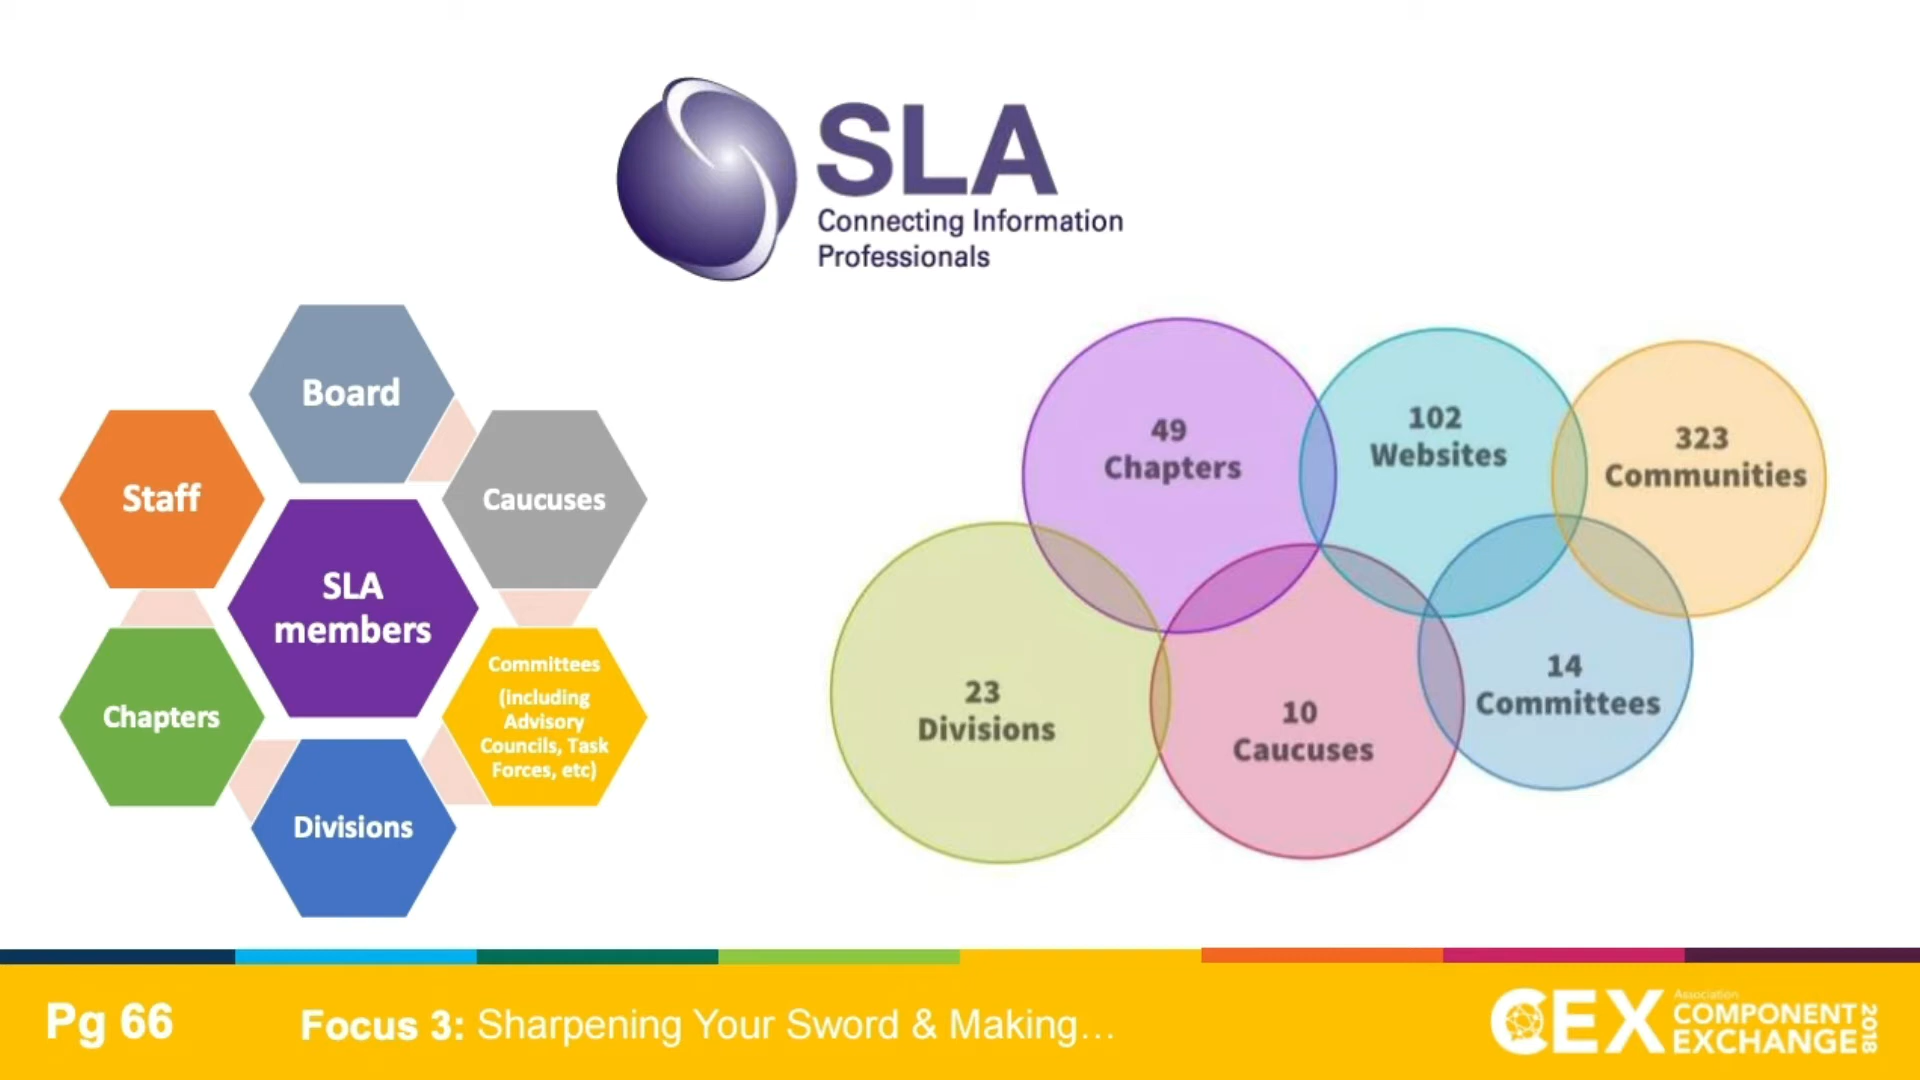 SLA
Connecting Information
Professionals
Board
Staff
Caucuses
SLA
members
Chapters
Committees
(including
Advisory
Councils, Task
Forces, etc)
Divisions
49
Chapters
102
Websites
323
Communities
23
Divisions
10
Caucuses
14
Committees
Pg 66
Focus 3: Sharpening Your Sword & Making...
CEX
Association
COMPONENT
EXCHANGE
2018